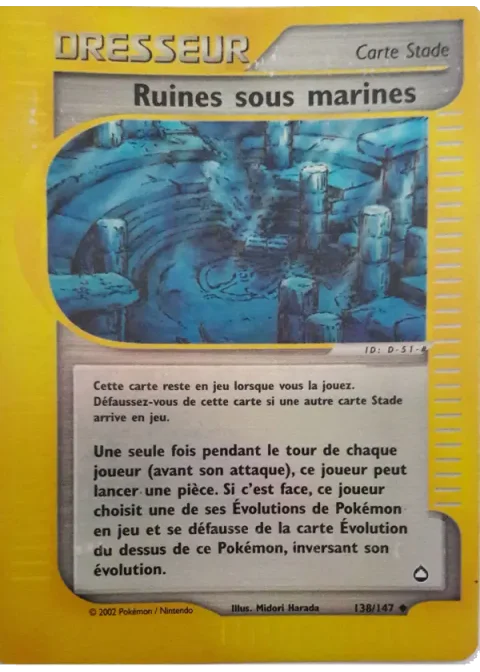 DRESSEUR
Carte Stade
Ruines sous marines
ID: D-51-#
Cette carte reste en jeu lorsque vous la jouez.
Défaussez-vous de cette carte si une autre carte Stade
arrive en jeu.
Une seule fois pendant le tour de chaque
joueur (avant son attaque), ce joueur peut
lancer une pièce. Si c'est face, ce joueur
choisit une de ses Évolutions de Pokémon
en jeu et se défausse de la carte Évolution
du dessus de ce Pokémon, inversant son
évolution.
© 2002 Pokémon / Nintendo
Illus. Midori Harada
138/147